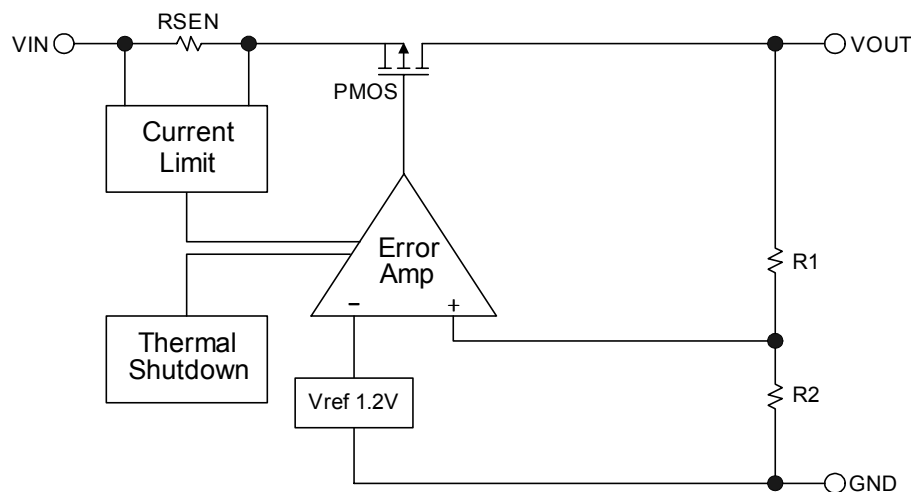 RSEN
VIN
VOUT
PMOS
Current
Limit
Error
Amp
R1
-
+
Thermal
Shutdown
Vref 1.2V
R2
GND